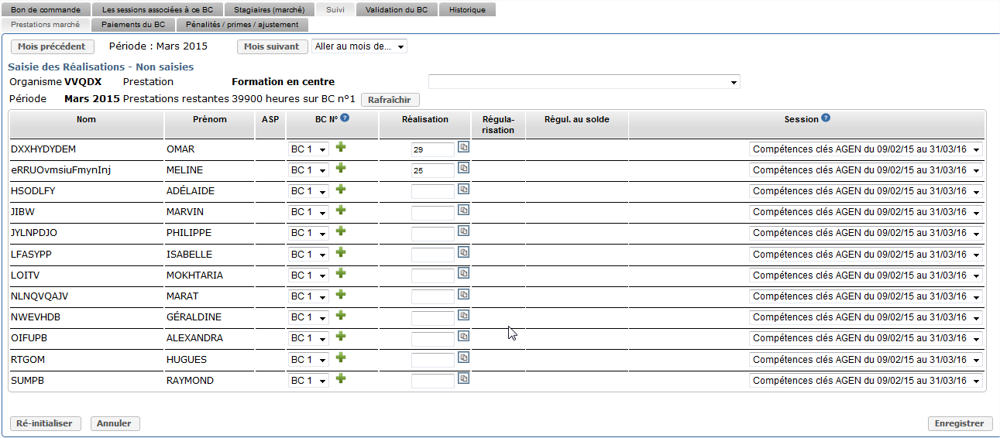 Bon de commande Les sessions associées à ce BC Stagiaires (marché) Suivi Validation du BC Historique
Prestations marché Paiements du BC Pénalités / primes / ajustement
Mois précédent Période : Mars 2015 Mois suivant Aller au mois de...
Saisie des Réalisations - Non saisies
Organisme VVQDX Prestation Formation en centre
Période Mars 2015 Prestations restantes 39900 heures sur BC n°1 Rafraîchir
Nom Prénom ASP BC N° ? Réalisation Régula-risation Régul. au solde Session ?
DXXHYDYDEM OMAR BC 1 29 Compétences clés AGEN du 09/02/15 au 31/03/16
eRRUOvmsiuFmynInj MELINE BC 1 25 Compétences clés AGEN du 09/02/15 au 31/03/16
HSODLFY ADÉLAIDE BC 1 Compétences clés AGEN du 09/02/15 au 31/03/16
JIBW MARVIN BC 1 Compétences clés AGEN du 09/02/15 au 31/03/16
JYLNPDJO PHILIPPE BC 1 Compétences clés AGEN du 09/02/15 au 31/03/16
LFASYPP ISABELLE BC 1 Compétences clés AGEN du 09/02/15 au 31/03/16
LOITV MOKHTARIA BC 1 Compétences clés AGEN du 09/02/15 au 31/03/16
NLNQVQAJV MARAT BC 1 Compétences clés AGEN du 09/02/15 au 31/03/16
NWEVHDB GÉRALDINE BC 1 Compétences clés AGEN du 09/02/15 au 31/03/16
OIFUPB ALEXANDRA BC 1 Compétences clés AGEN du 09/02/15 au 31/03/16
RTGOM HUGUES BC 1 Compétences clés AGEN du 09/02/15 au 31/03/16
SUMPB RAYMOND BC 1 Compétences clés AGEN du 09/02/15 au 31/03/16
Ré-initialiser Annuler Enregistrer